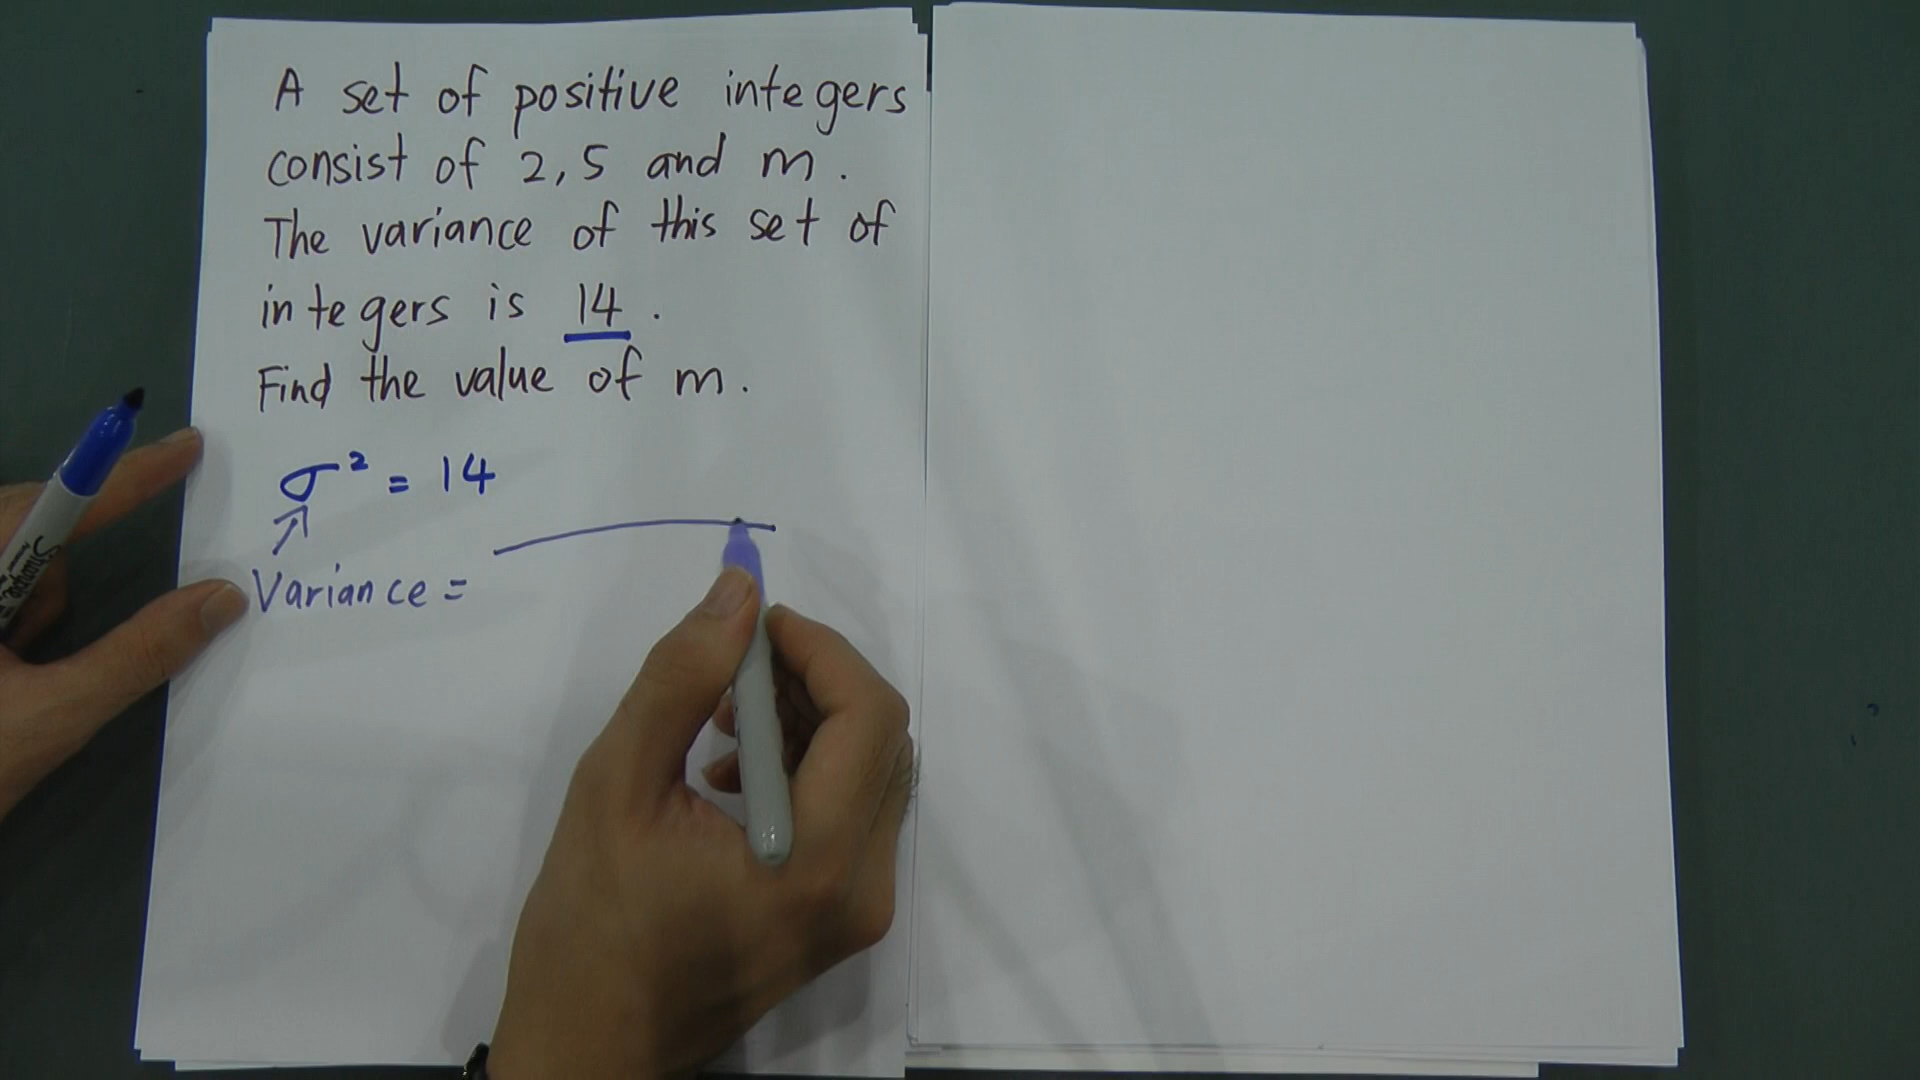 A set of positive integers
consist of 2, 5 and m.
The variance of this set of
integers is 14.
Find the value of m.
σ² = 14
Variance =
Sharpie